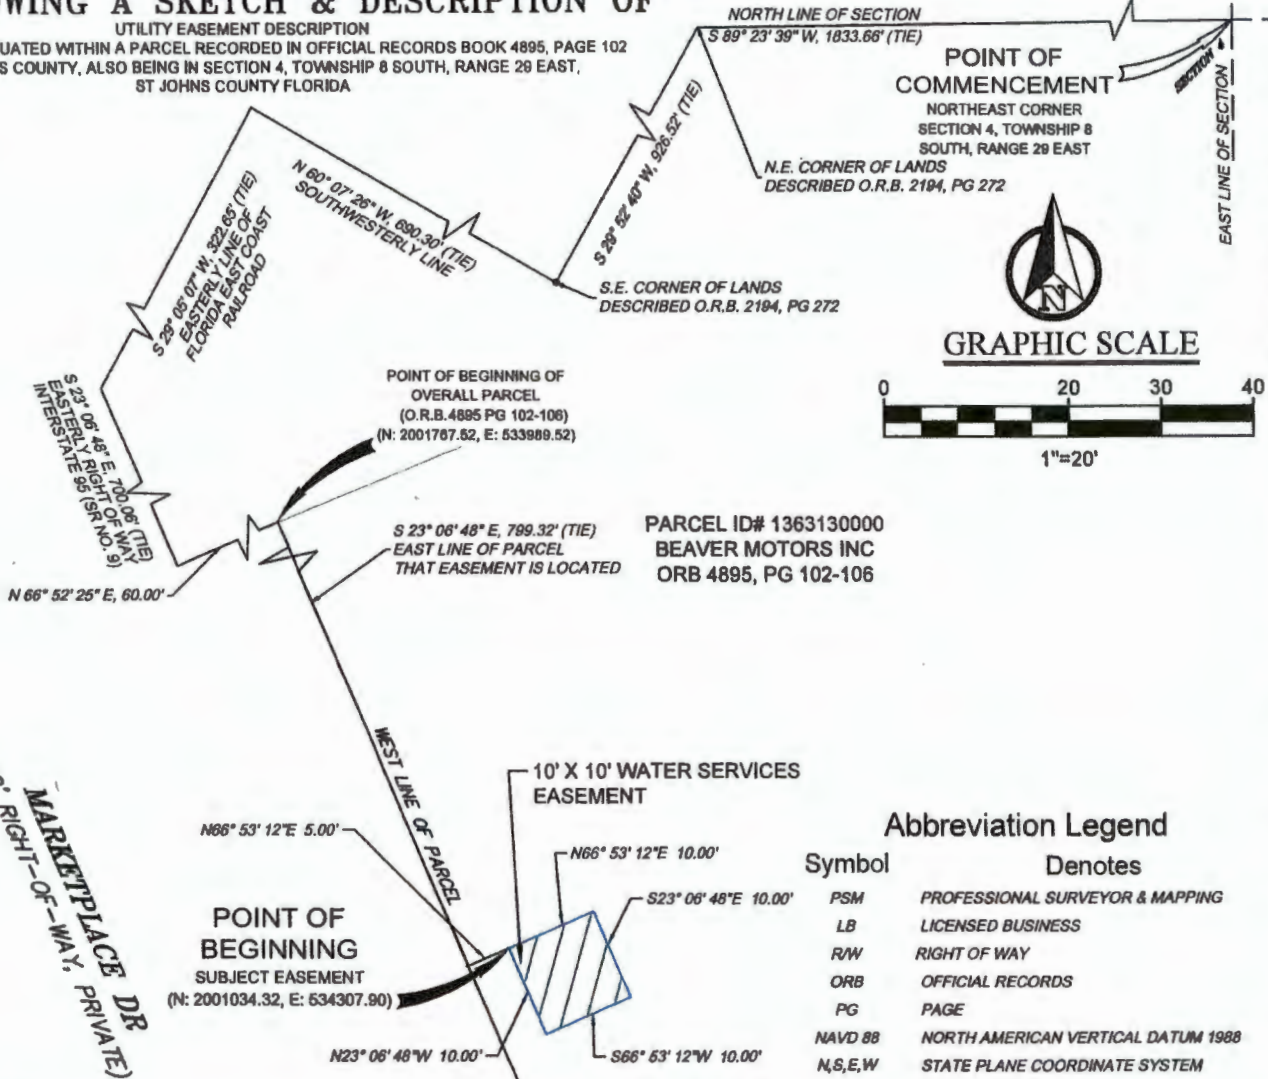 OWING A SKETCH & DESCRIPTION OF
UTILITY EASEMENT DESCRIPTION
UATED WITHIN A PARCEL RECORDED IN OFFICIAL RECORDS BOOK 4895, PAGE 102
S COUNTY, ALSO BEING IN SECTION 4, TOWNSHIP 8 SOUTH, RANGE 29 EAST,
ST JOHNS COUNTY FLORIDA
NORTH LINE OF SECTION
S 89° 23' 39" W, 1833.66' (TIE)
POINT OF
COMMENCEMENT
NORTHEAST CORNER
SECTION 4, TOWNSHIP 8
SOUTH, RANGE 29 EAST
SECTION 4
EAST LINE OF SECTION
N.E. CORNER OF LANDS
DESCRIBED O.R.B. 2194, PG 272
S 29° 52' 40" W, 926.52' (TIE)
S.E. CORNER OF LANDS
DESCRIBED O.R.B. 2194, PG 272
N 60° 07' 26" W, 690.30' (TIE)
SOUTHWESTERLY LINE
S 29° 05' 07" W, 322.65' (TIE)
EASTERLY LINE OF
FLORIDA EAST COAST
RAILROAD
S 23° 06' 48" E, 700.06' (TIE)
EASTERLY RIGHT OF WAY
INTERSTATE 95 (SR NO. 9)
N 66° 52' 25" E, 60.00'
N
GRAPHIC SCALE
0 20 30 40
1"=20'
POINT OF BEGINNING OF
OVERALL PARCEL
(O.R.B.4895 PG 102-106)
(N: 2001767.52, E: 533989.52)
S 23° 06' 48" E, 799.32' (TIE)
EAST LINE OF PARCEL
THAT EASEMENT IS LOCATED
PARCEL ID# 1363130000
BEAVER MOTORS INC
ORB 4895, PG 102-106
WEST LINE OF PARCEL
10' X 10' WATER SERVICES
EASEMENT
N66° 53' 12"E 5.00'
N66° 53' 12"E 10.00'
S23° 06' 48"E 10.00'
POINT OF
BEGINNING
SUBJECT EASEMENT
(N: 2001034.32, E: 534307.90)
N23° 06' 48"W 10.00'
S66° 53' 12"W 10.00'
MARKETPLACE DR
' RIGHT-OF-WAY, PRIVATE)
Abbreviation Legend
Symbol Denotes
PSM PROFESSIONAL SURVEYOR & MAPPING
LB LICENSED BUSINESS
R/W RIGHT OF WAY
ORB OFFICIAL RECORDS
PG PAGE
NAVD 88 NORTH AMERICAN VERTICAL DATUM 1988
N,S,E,W STATE PLANE COORDINATE SYSTEM